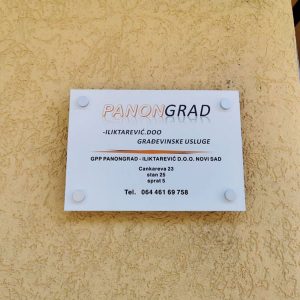 PANONGRAD
-ILIKTAREVIĆ.DOO
GRAĐEVINSKE USLUGE
GPP PANONGRAD - ILIKTAREVIĆ D.O.O. NOVI SAD
Cankareva 23
stan 25
sprat 5
Tel. 064 461 69 758